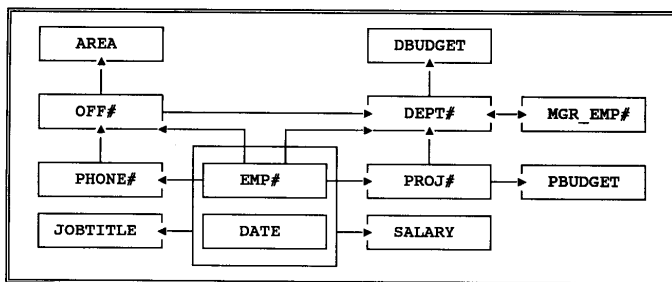 AREA
DBUDGET
OFF#
DEPT#
MGR_EMP#
PHONE#
EMP#
PROJ#
PBUDGET
JOBTITLE
DATE
SALARY